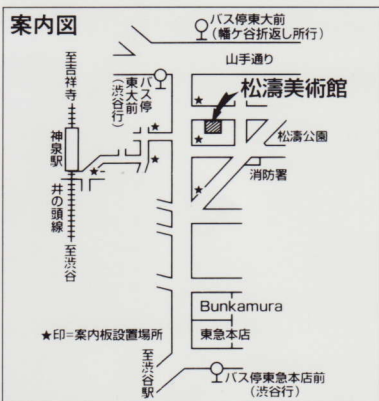 案内図
バス停東大前
(幡ケ谷折返し所行)
山手通り
至吉祥寺
バス停
東大前
(渋谷行)
松濤美術館
松濤公園
神泉駅
消防署
井の頭線
至渋谷
Bunkamura
★印=案内板設置場所
東急本店
至渋谷駅
バス停東急本店前
(渋谷行)